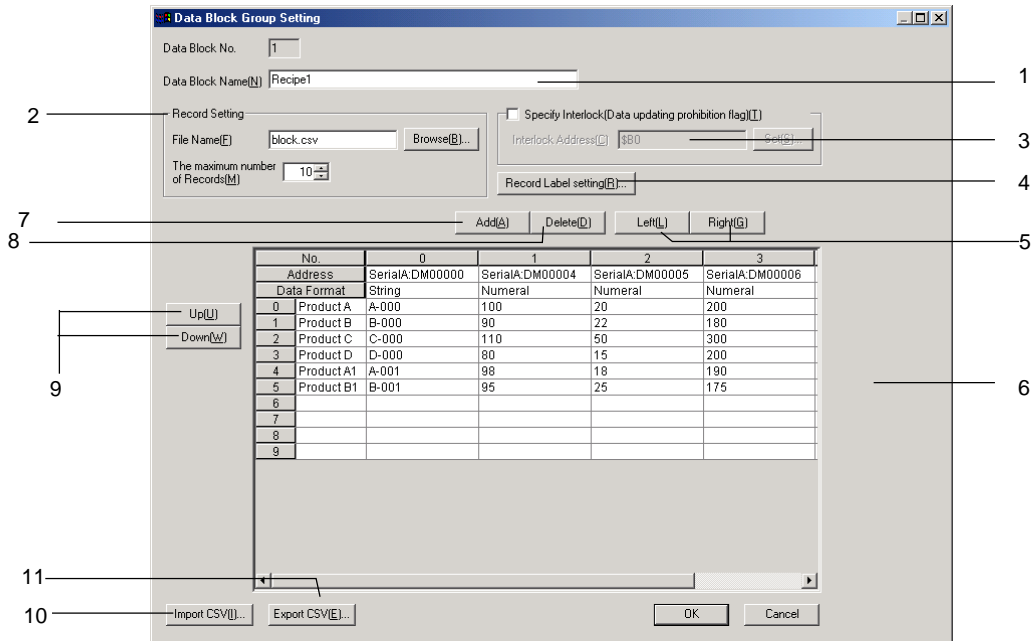 Data Block Group Setting
Data Block No. 1
Data Block Name(N) Recipe1
1
2
Record Setting
File Name(F) block.csv Browse(B)...
The maximum number
of Records(M) 10
Specify Interlock(Data updating prohibition flag)(T)
Interlock Address(C) $B0 Set(S)...
3
Record Label setting(R)...
4
7
8
Add(A) Delete(D) Left(L) Right(G)
5
No. 0 1 2 3
Address SerialA:DM00000 SerialA:DM00004 SerialA:DM00005 SerialA:DM00006
Data Format String Numeral Numeral Numeral
0 Product A A-000 100 20 200
1 Product B B-000 90 22 180
2 Product C C-000 110 50 300
3 Product D D-000 80 15 200
4 Product A1 A-001 98 18 190
5 Product B1 B-001 95 25 175
6
7
8
9
Up(U)
Down(W)
9
6
11
10
Import CSV(I)... Export CSV(E)... OK Cancel